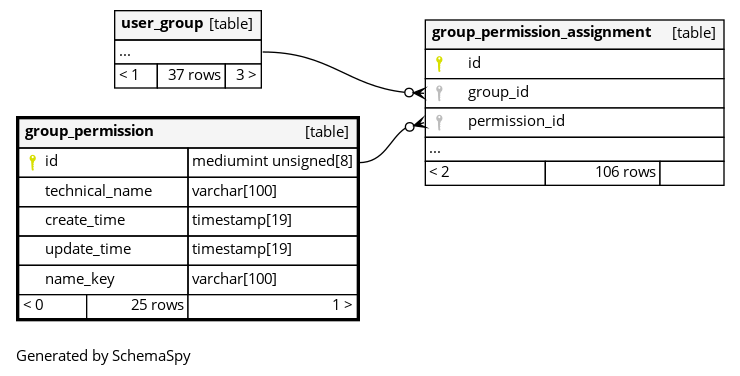 user_group [table]
...
< 1 37 rows 3 >
group_permission_assignment [table]
id
group_id
permission_id
...
< 2 106 rows
group_permission [table]
id mediumint unsigned[8]
technical_name varchar[100]
create_time timestamp[19]
update_time timestamp[19]
name_key varchar[100]
< 0 25 rows 1 >
Generated by SchemaSpy